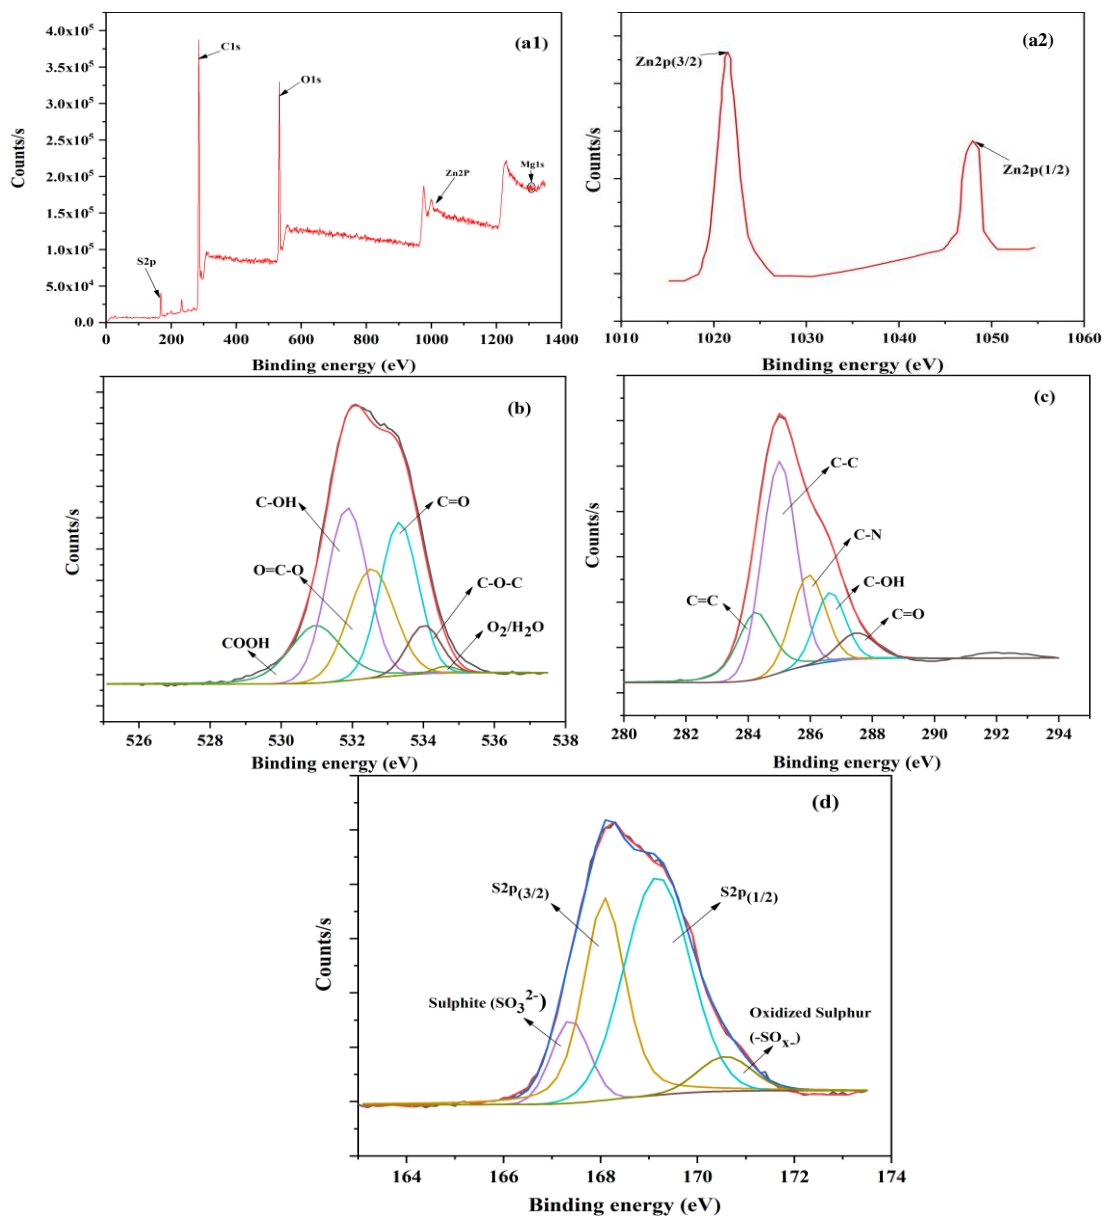 (a1)
C1s
O1s
S2p
Zn2P
Mg1s
4.0x10⁵
3.5x10⁵
3.0x10⁵
2.5x10⁵
2.0x10⁵
1.5x10⁵
1.0x10⁵
5.0x10⁴
0.0
0 200 400 600 800 1000 1200 1400
Counts/s
Binding energy (eV)
(a2)
Zn2p(3/2)
Zn2p(1/2)
1010 1020 1030 1040 1050 1060
Counts/s
Binding energy (eV)
(b)
C-OH
C=O
O=C-O
C-O-C
COOH
O₂/H₂O
526 528 530 532 534 536 538
Counts/s
Binding energy (eV)
(c)
C-C
C-N
C-OH
C=C
C=O
280 282 284 286 288 290 292 294
Counts/s
Binding energy (eV)
(d)
S2p(3/2)
S2p(1/2)
Sulphite (SO₃²⁻)
Oxidized Sulphur
(-SOx-)
164 166 168 170 172 174
Counts/s
Binding energy (eV)